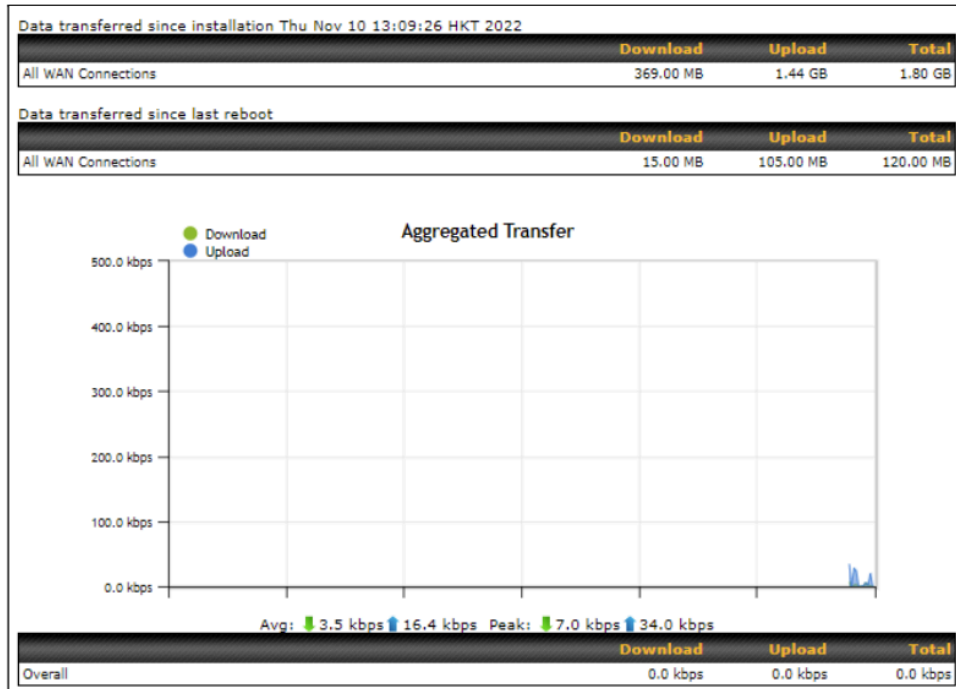 Data transferred since installation Thu Nov 10 13:09:26 HKT 2022
Download Upload Total
All WAN Connections 369.00 MB 1.44 GB 1.80 GB
Data transferred since last reboot
Download Upload Total
All WAN Connections 15.00 MB 105.00 MB 120.00 MB
Aggregated Transfer
Download
Upload
500.0 kbps
400.0 kbps
300.0 kbps
200.0 kbps
100.0 kbps
0.0 kbps
Avg: 3.5 kbps 16.4 kbps Peak: 7.0 kbps 34.0 kbps
Download Upload Total
Overall 0.0 kbps 0.0 kbps 0.0 kbps